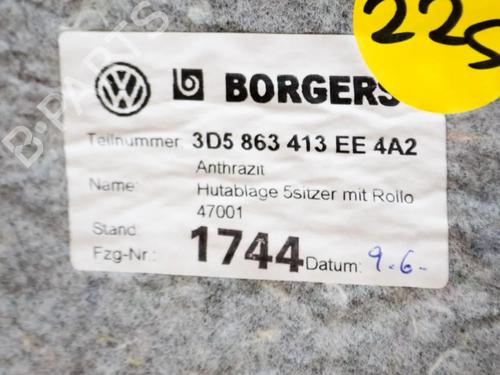 225
BORGERS
Teilnummer: 3D5 863 413 EE 4A2
Anthrazit
Name: Hutablage 5sitzer mit Rollo
47001
Stand:
Fzg-Nr.: 1744 Datum: 9.6.
B-PARTS